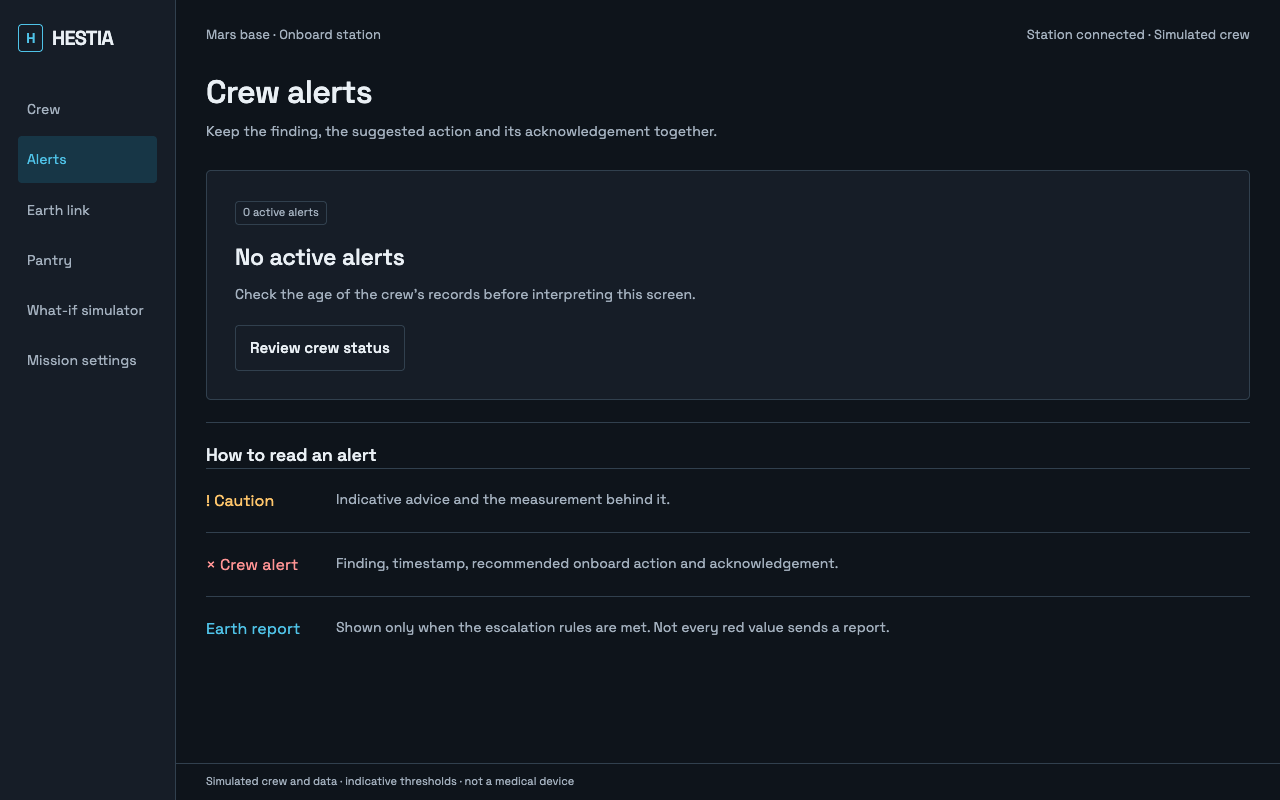 H HESTIA
Crew
Alerts
Earth link
Pantry
What-if simulator
Mission settings
Mars base · Onboard station
Station connected · Simulated crew
Crew alerts
Keep the finding, the suggested action and its acknowledgement together.
0 active alerts
No active alerts
Check the age of the crew's records before interpreting this screen.
Review crew status
How to read an alert
! Caution
Indicative advice and the measurement behind it.
× Crew alert
Finding, timestamp, recommended onboard action and acknowledgement.
Earth report
Shown only when the escalation rules are met. Not every red value sends a report.
Simulated crew and data · indicative thresholds · not a medical device